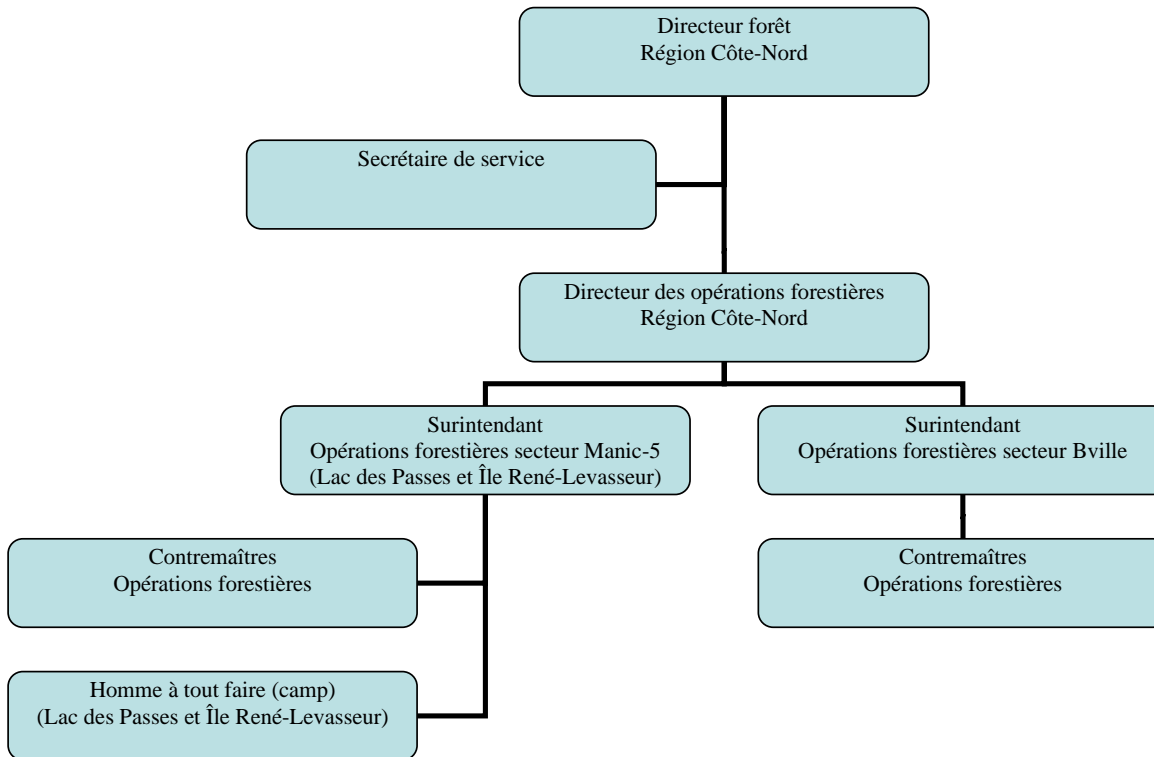 Directeur forêt
Région Côte-Nord
Secrétaire de service
Directeur des opérations forestières
Région Côte-Nord
Surintendant
Opérations forestières secteur Manic-5
(Lac des Passes et Île René-Levasseur)
Surintendant
Opérations forestières secteur Bville
Contremaîtres
Opérations forestières
Contremaîtres
Opérations forestières
Homme à tout faire (camp)
(Lac des Passes et Île René-Levasseur)